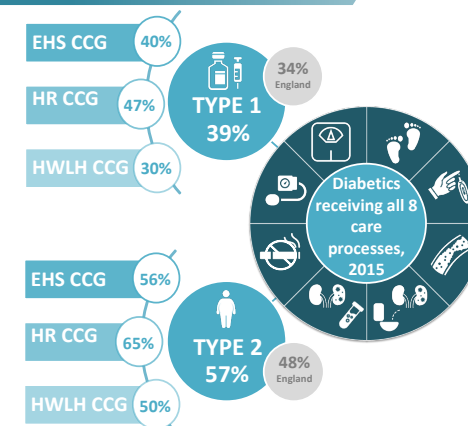 EHS CCG 40%
HR CCG 47%
HWLH CCG 30%
TYPE 1
39%
34%
England
Diabetics
receiving all 8
care
processes,
2015
EHS CCG 56%
HR CCG 65%
HWLH CCG 50%
TYPE 2
57%
48%
England